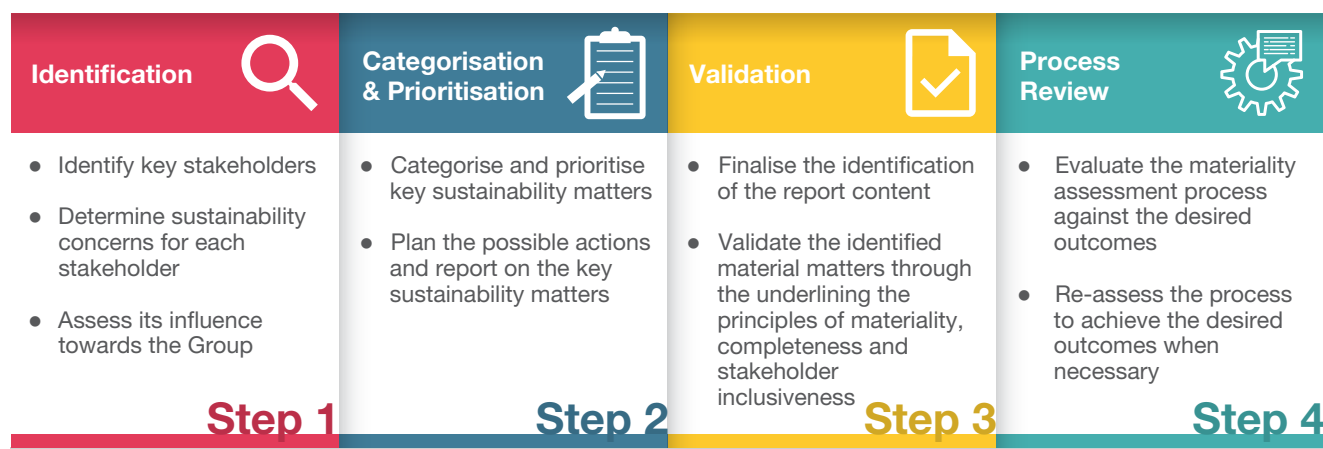 Identification
● Identify key stakeholders
● Determine sustainability
concerns for each
stakeholder
● Assess its influence
towards the Group
Step 1
Categorisation
& Prioritisation
● Categorise and prioritise
key sustainability matters
● Plan the possible actions
and report on the key
sustainability matters
Step 2
Validation
● Finalise the identification
of the report content
● Validate the identified
material matters through
the underlining the
principles of materiality,
completeness and
stakeholder
inclusiveness
Step 3
Process
Review
● Evaluate the materiality
assessment process
against the desired
outcomes
● Re-assess the process
to achieve the desired
outcomes when
necessary
Step 4